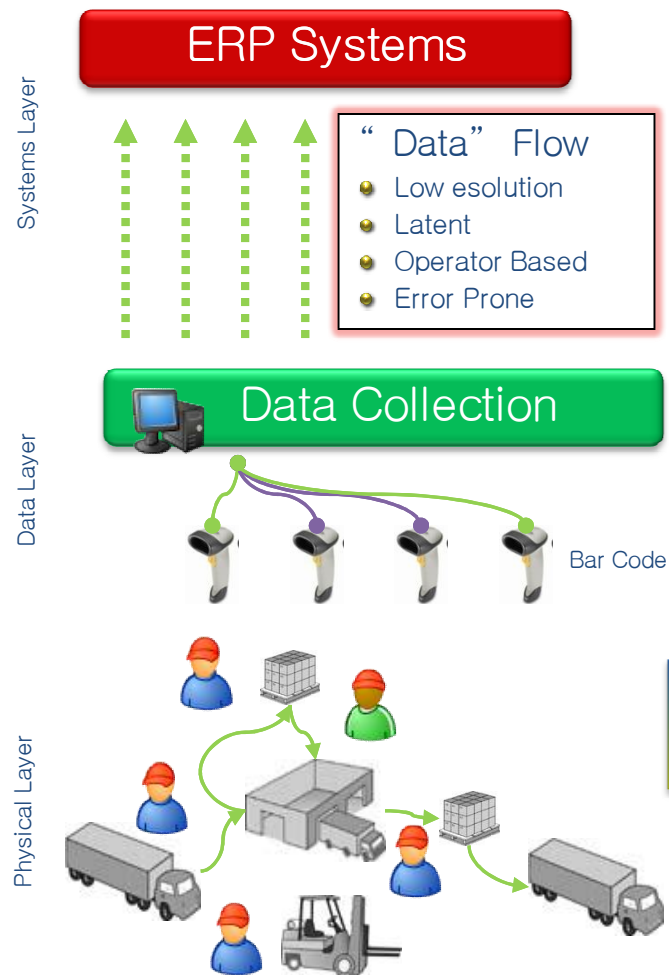 ERP Systems
Systems Layer
“ Data” Flow
Low esolution
Latent
Operator Based
Error Prone
Data Collection
Data Layer
Bar Code
Physical Layer